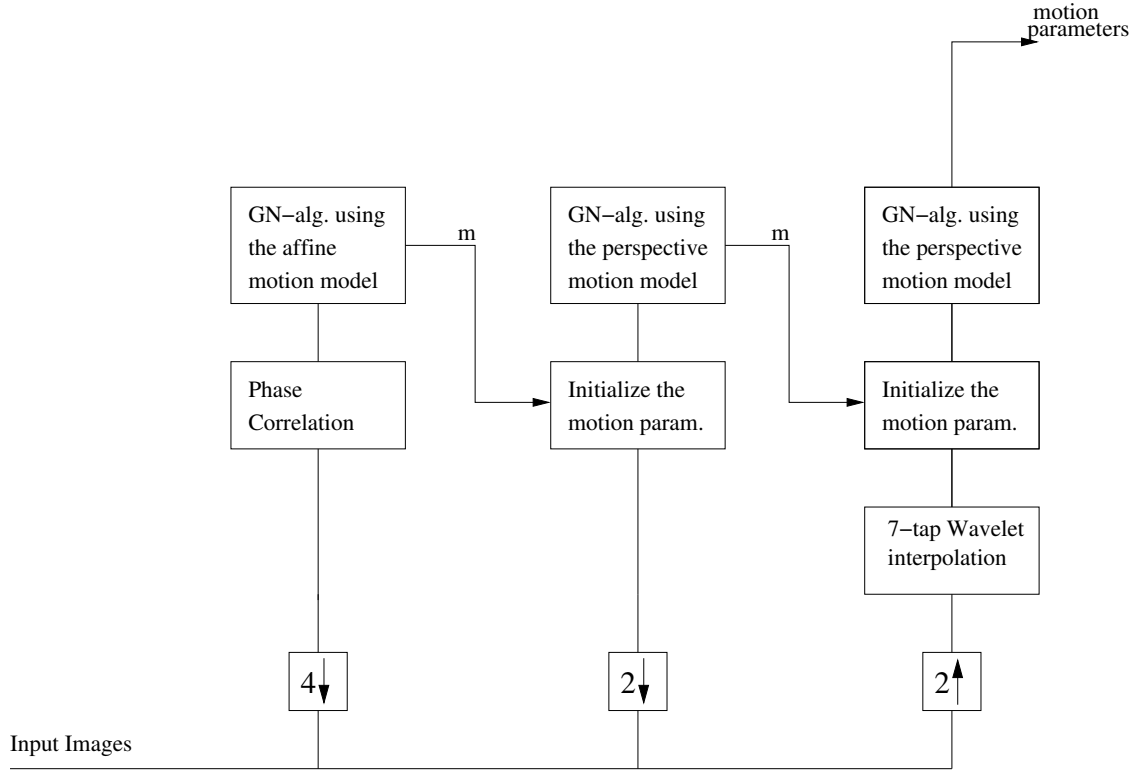 motion
parameters
GN−alg. using
the affine
motion model
m
GN−alg. using
the perspective
motion model
m
GN−alg. using
the perspective
motion model
Phase
Correlation
Initialize the
motion param.
Initialize the
motion param.
7−tap Wavelet
interpolation
4
2
2
Input Images